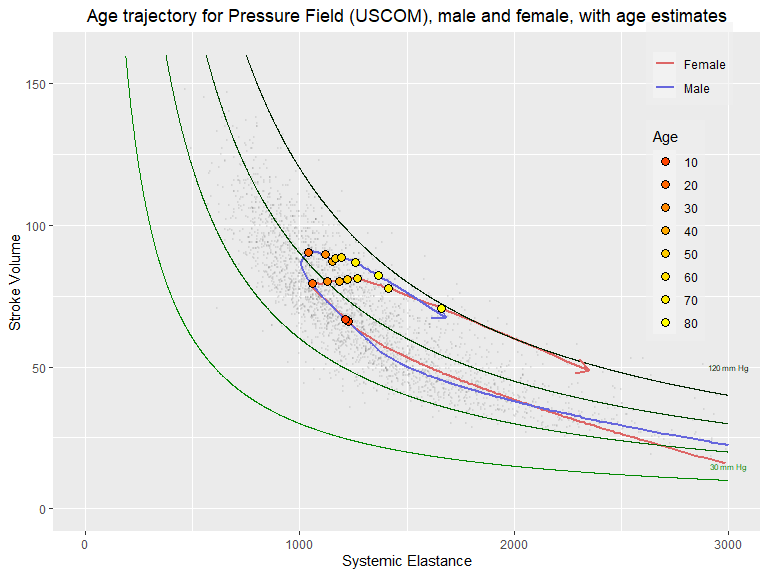 Age trajectory for Pressure Field (USCOM), male and female, with age estimates
Female
Male
Age
10
20
30
40
50
60
70
80
150
100
50
0
Stroke Volume
120 mm Hg
30 mm Hg
0
1000
2000
3000
Systemic Elastance